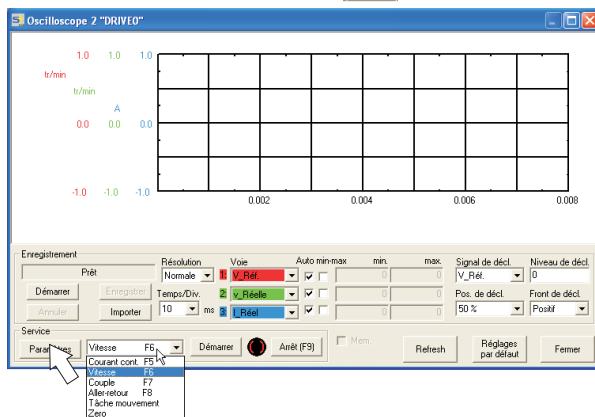 Oscilloscope 2 "DRIVE0"
1.0 1.0 1.0
tr/min
tr/min
A
0.0 0.0 0.0
-1.0 -1.0 -1.0
0.002 0.004 0.006 0.008
Enregistrement
Prêt
Démarrer Enregistrer
Annuler Importer
Résolution
Normale
Temps/Div.
10 ms
Voie Auto min-max min. max.
1: V_Réf. 0 0
2: v_Réelle 0 0
3: I_Réel 0 0
Signal de décl. Niveau de décl.
V_Réf. 0
Pos. de décl. Front de décl.
50 % Positif
Service
Vitesse F6 Démarrer Arrêt (F9) Mem. Refresh Réglages par défaut Fermer
Courant cont. F5
Vitesse F6
Couple F7
Aller-retour F8
Tâche mouvement
Zero